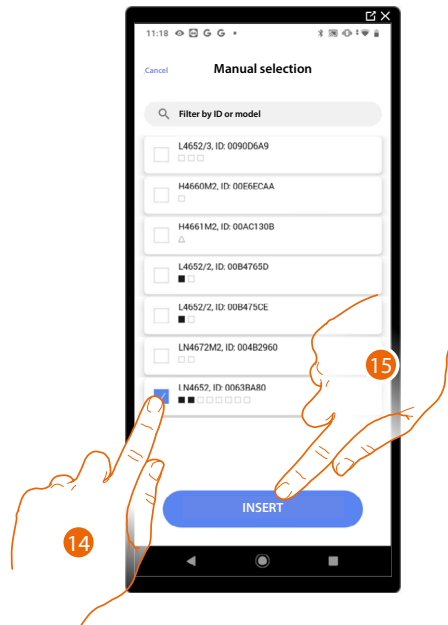 11:18 G G
Cancel Manual selection
Filter by ID or model
L4652/3, ID: 0090D6A9
H4660M2, ID: 00E6ECAA
H4661M2, ID: 00AC130B
L4652/2, ID: 00B4765D
L4652/2, ID: 00B475CE
LN4672M2, ID: 004B2960
LN4652, ID: 0063BA80
15
INSERT
14